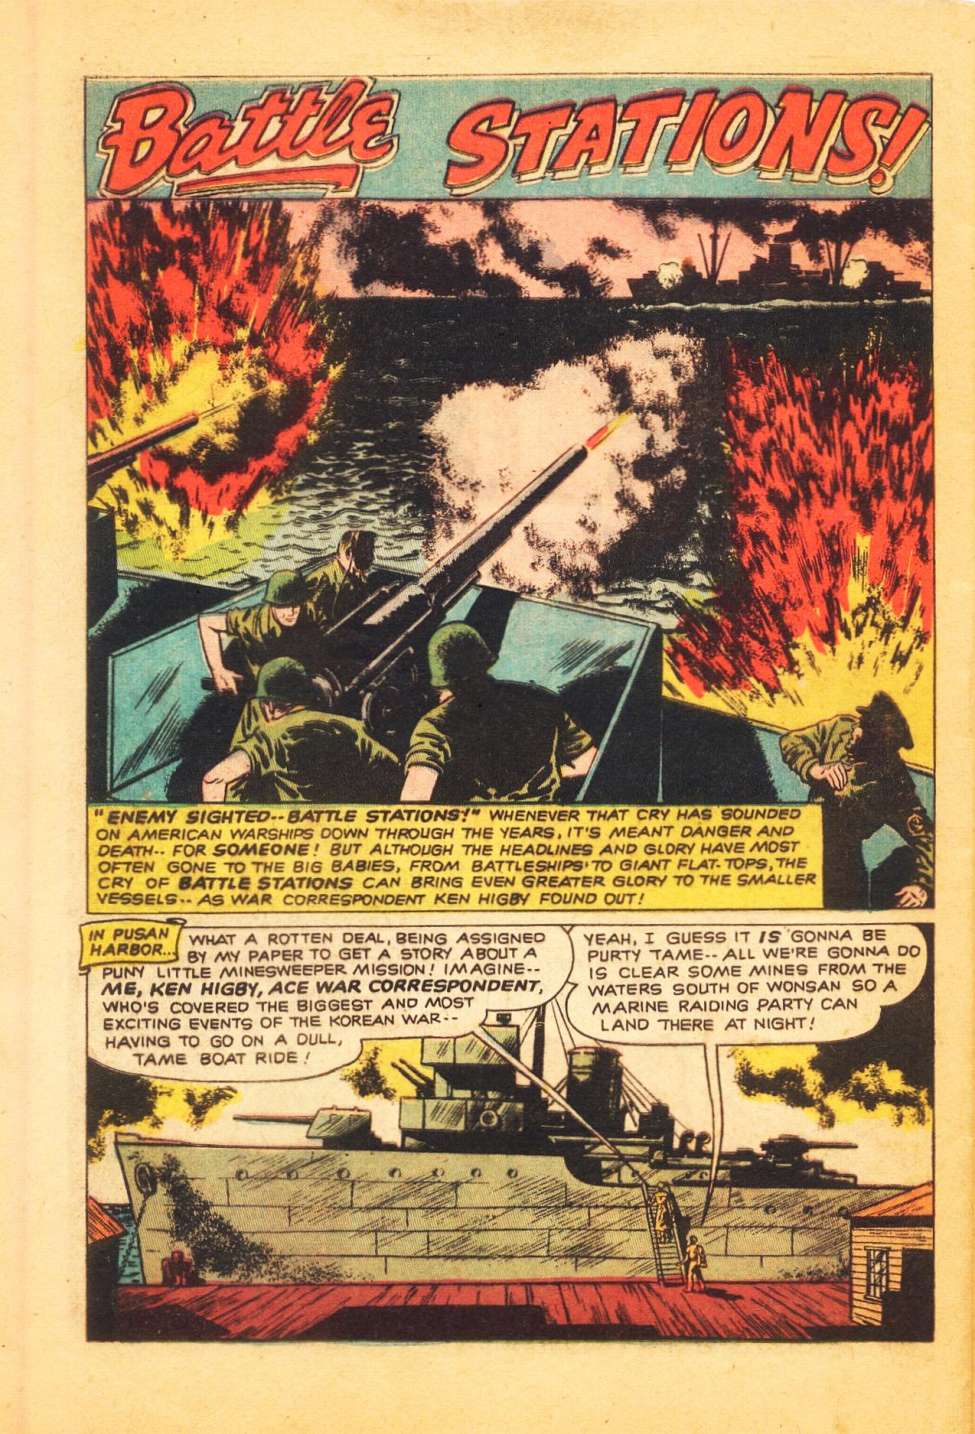 Battle STATIONS!
"ENEMY SIGHTED-- BATTLE STATIONS!" WHENEVER THAT CRY HAS SOUNDED
ON AMERICAN WARSHIPS DOWN THROUGH THE YEARS, IT'S MEANT DANGER AND
DEATH-- FOR SOMEONE! BUT ALTHOUGH THE HEADLINES AND GLORY HAVE MOST
OFTEN GONE TO THE BIG BABIES, FROM BATTLESHIPS TO GIANT FLAT-TOPS, THE
CRY OF BATTLE STATIONS CAN BRING EVEN GREATER GLORY TO THE SMALLER
VESSELS-- AS WAR CORRESPONDENT KEN HIGBY FOUND OUT!
IN PUSAN
HARBOR...
WHAT A ROTTEN DEAL, BEING ASSIGNED
BY MY PAPER TO GET A STORY ABOUT A
PUNY LITTLE MINESWEEPER MISSION! IMAGINE--
ME, KEN HIGBY, ACE WAR CORRESPONDENT,
WHO'S COVERED THE BIGGEST AND MOST
EXCITING EVENTS OF THE KOREAN WAR--
HAVING TO GO ON A DULL,
TAME BOAT RIDE!
YEAH, I GUESS IT IS GONNA BE
PURTY TAME-- ALL WE'RE GONNA DO
IS CLEAR SOME MINES FROM THE
WATERS SOUTH OF WONSAN SO A
MARINE RAIDING PARTY CAN
LAND THERE AT NIGHT!